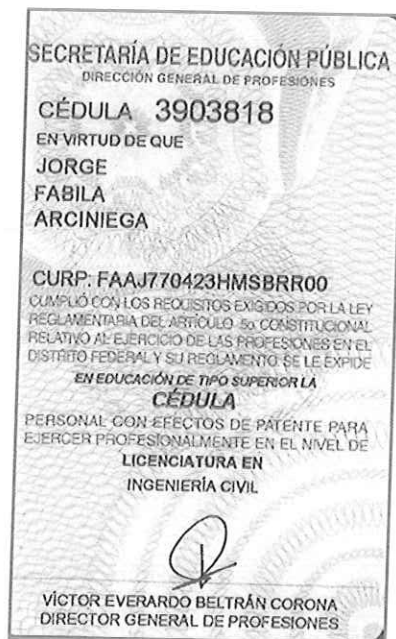 SECRETARÍA DE EDUCACIÓN PÚBLICA
DIRECCIÓN GENERAL DE PROFESIONES
CÉDULA 3903818
EN VIRTUD DE QUE
JORGE
FABILA
ARCINIEGA
CURP: FAAJ770423HMSBRR00
CUMPLIÓ CON LOS REQUISITOS EXIGIDOS POR LA LEY
REGLAMENTARIA DEL ARTÍCULO 5o CONSTITUCIONAL
RELATIVO AL EJERCICIO DE LAS PROFESIONES EN EL
DISTRITO FEDERAL Y SU REGLAMENTO SE LE EXPIDE
EN EDUCACIÓN DE TIPO SUPERIOR LA
CÉDULA
PERSONAL CON EFECTOS DE PATENTE PARA
EJERCER PROFESIONALMENTE EN EL NIVEL DE
LICENCIATURA EN
INGENIERÍA CIVIL
VÍCTOR EVERARDO BELTRÁN CORONA
DIRECTOR GENERAL DE PROFESIONES